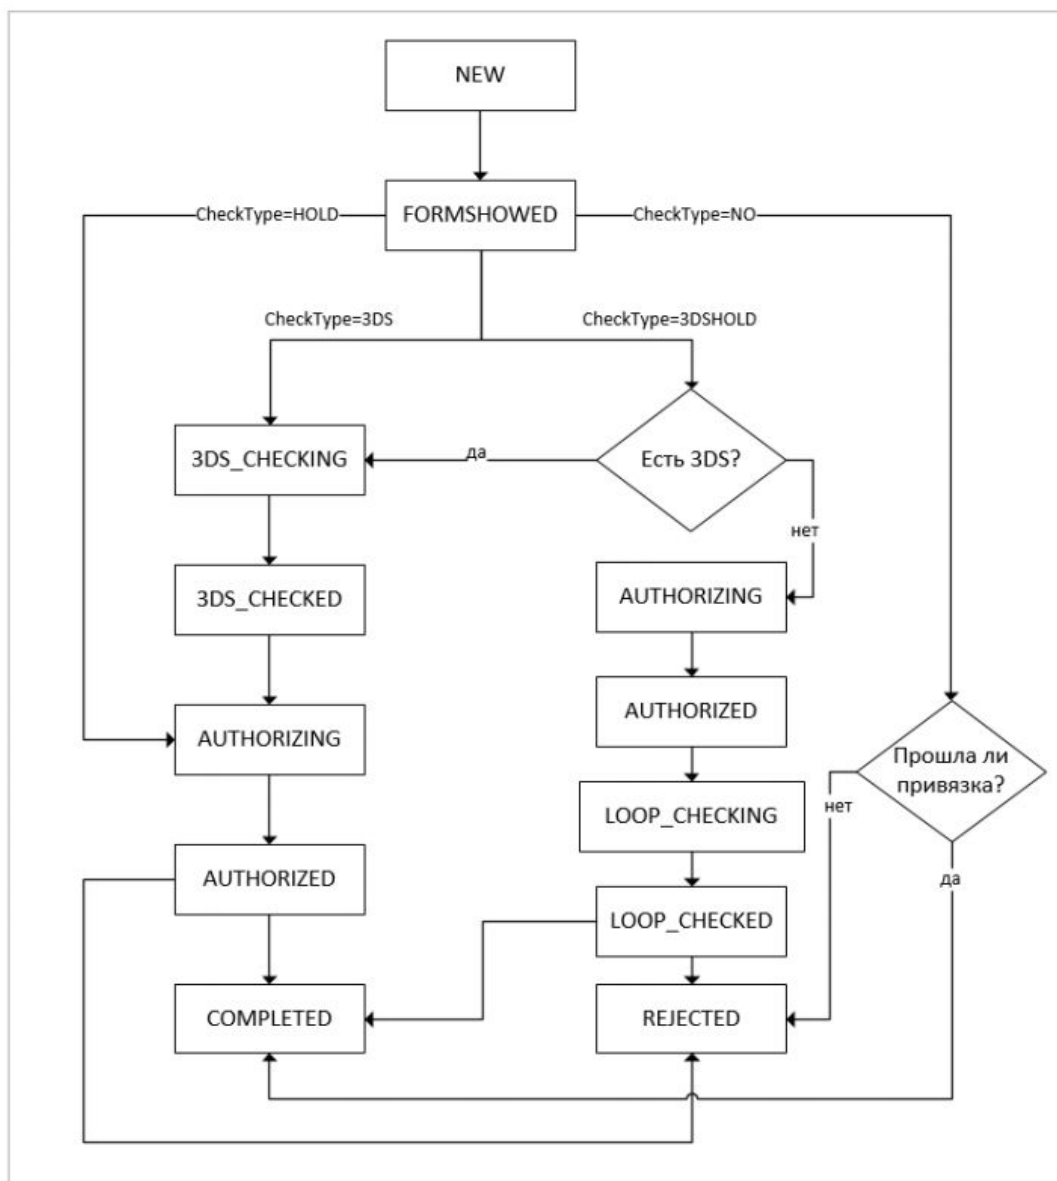 NEW
CheckType=HOLD
FORMSHOWED
CheckType=NO
CheckType=3DS
CheckType=3DSHOLD
3DS_CHECKING
да
Есть 3DS?
нет
3DS_CHECKED
AUTHORIZING
AUTHORIZED
AUTHORIZING
Прошла ли
привязка?
LOOP_CHECKING
нет
AUTHORIZED
да
LOOP_CHECKED
COMPLETED
REJECTED